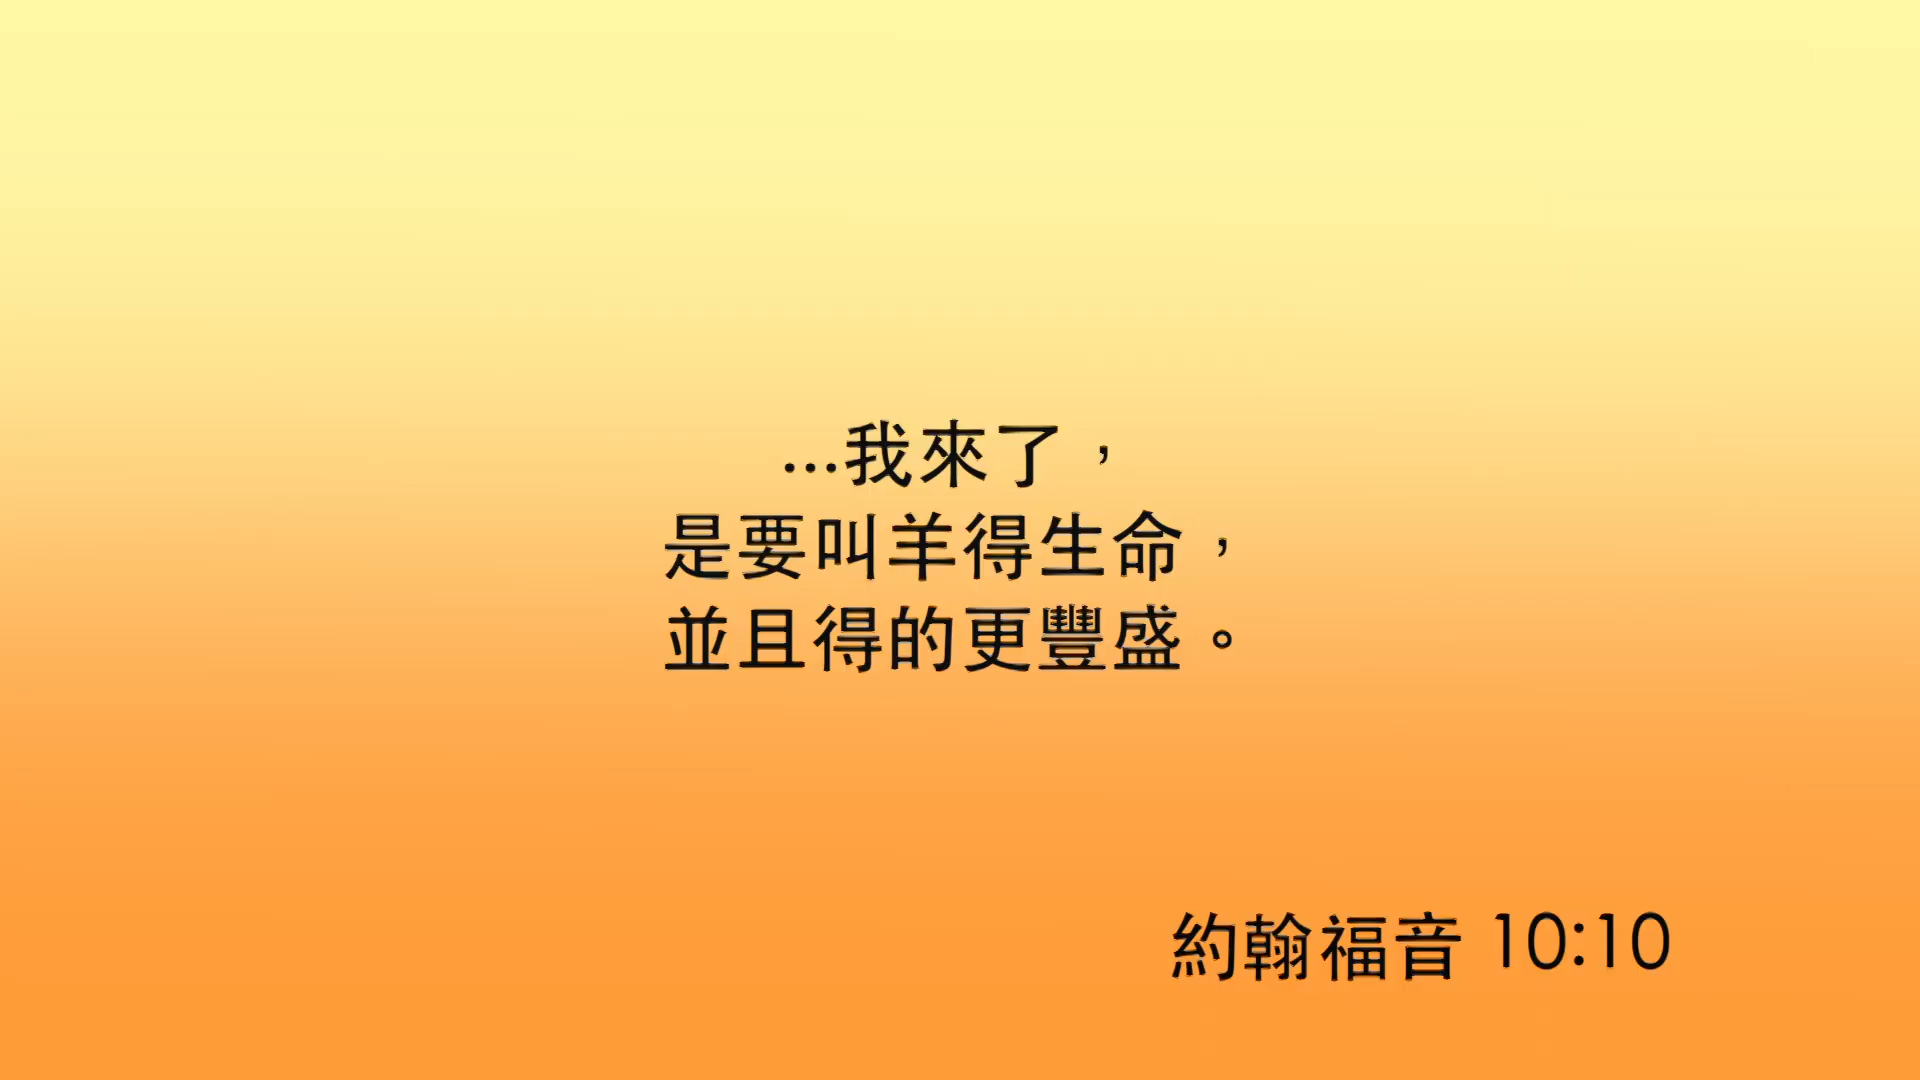 ...我來了，
是要叫羊得生命，
並且得的更豐盛。
約翰福音 10:10